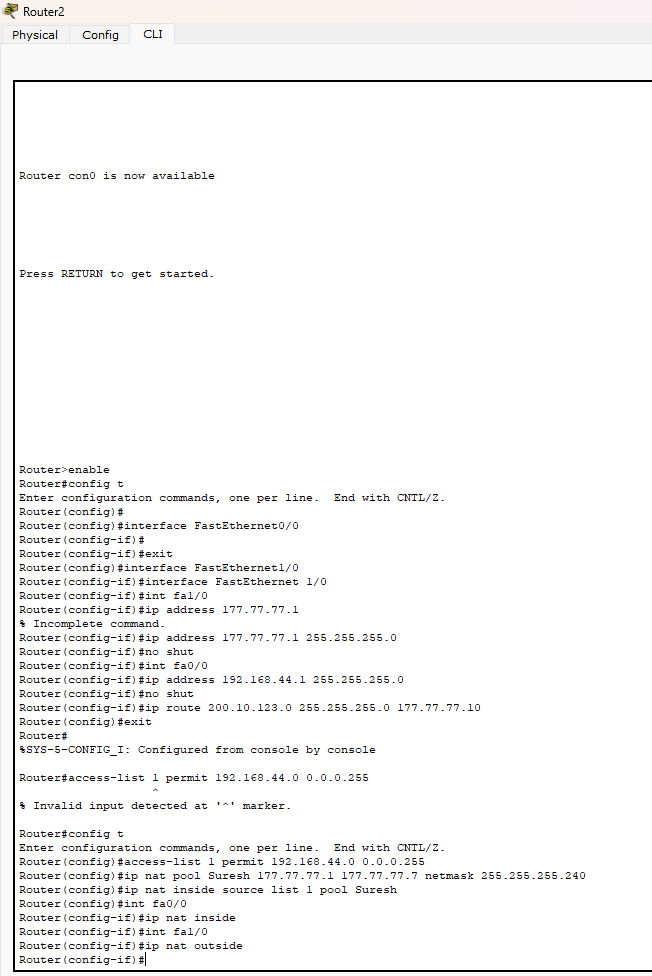 Router2
Physical Config CLI
Router con0 is now available
Press RETURN to get started.
Router>enable
Router#config t
Enter configuration commands, one per line.  End with CNTL/Z.
Router(config)#
Router(config)#interface FastEthernet0/0
Router(config-if)#
Router(config-if)#exit
Router(config)#interface FastEthernet1/0
Router(config-if)#interface FastEthernet 1/0
Router(config-if)#int fa1/0
Router(config-if)#ip address 177.77.77.1
% Incomplete command.
Router(config-if)#ip address 177.77.77.1 255.255.255.0
Router(config-if)#no shut
Router(config-if)#int fa0/0
Router(config-if)#ip address 192.168.44.1 255.255.255.0
Router(config-if)#no shut
Router(config-if)#ip route 200.10.123.0 255.255.255.0 177.77.77.10
Router(config)#exit
Router#
%SYS-5-CONFIG_I: Configured from console by console
Router#access-list 1 permit 192.168.44.0 0.0.0.255
^
% Invalid input detected at '^' marker.
Router#config t
Enter configuration commands, one per line.  End with CNTL/Z.
Router(config)#access-list 1 permit 192.168.44.0 0.0.0.255
Router(config)#ip nat pool Suresh 177.77.77.1 177.77.77.7 netmask 255.255.255.240
Router(config)#ip nat inside source list 1 pool Suresh
Router(config)#int fa0/0
Router(config-if)#ip nat inside
Router(config-if)#int fa1/0
Router(config-if)#ip nat outside
Router(config-if)#